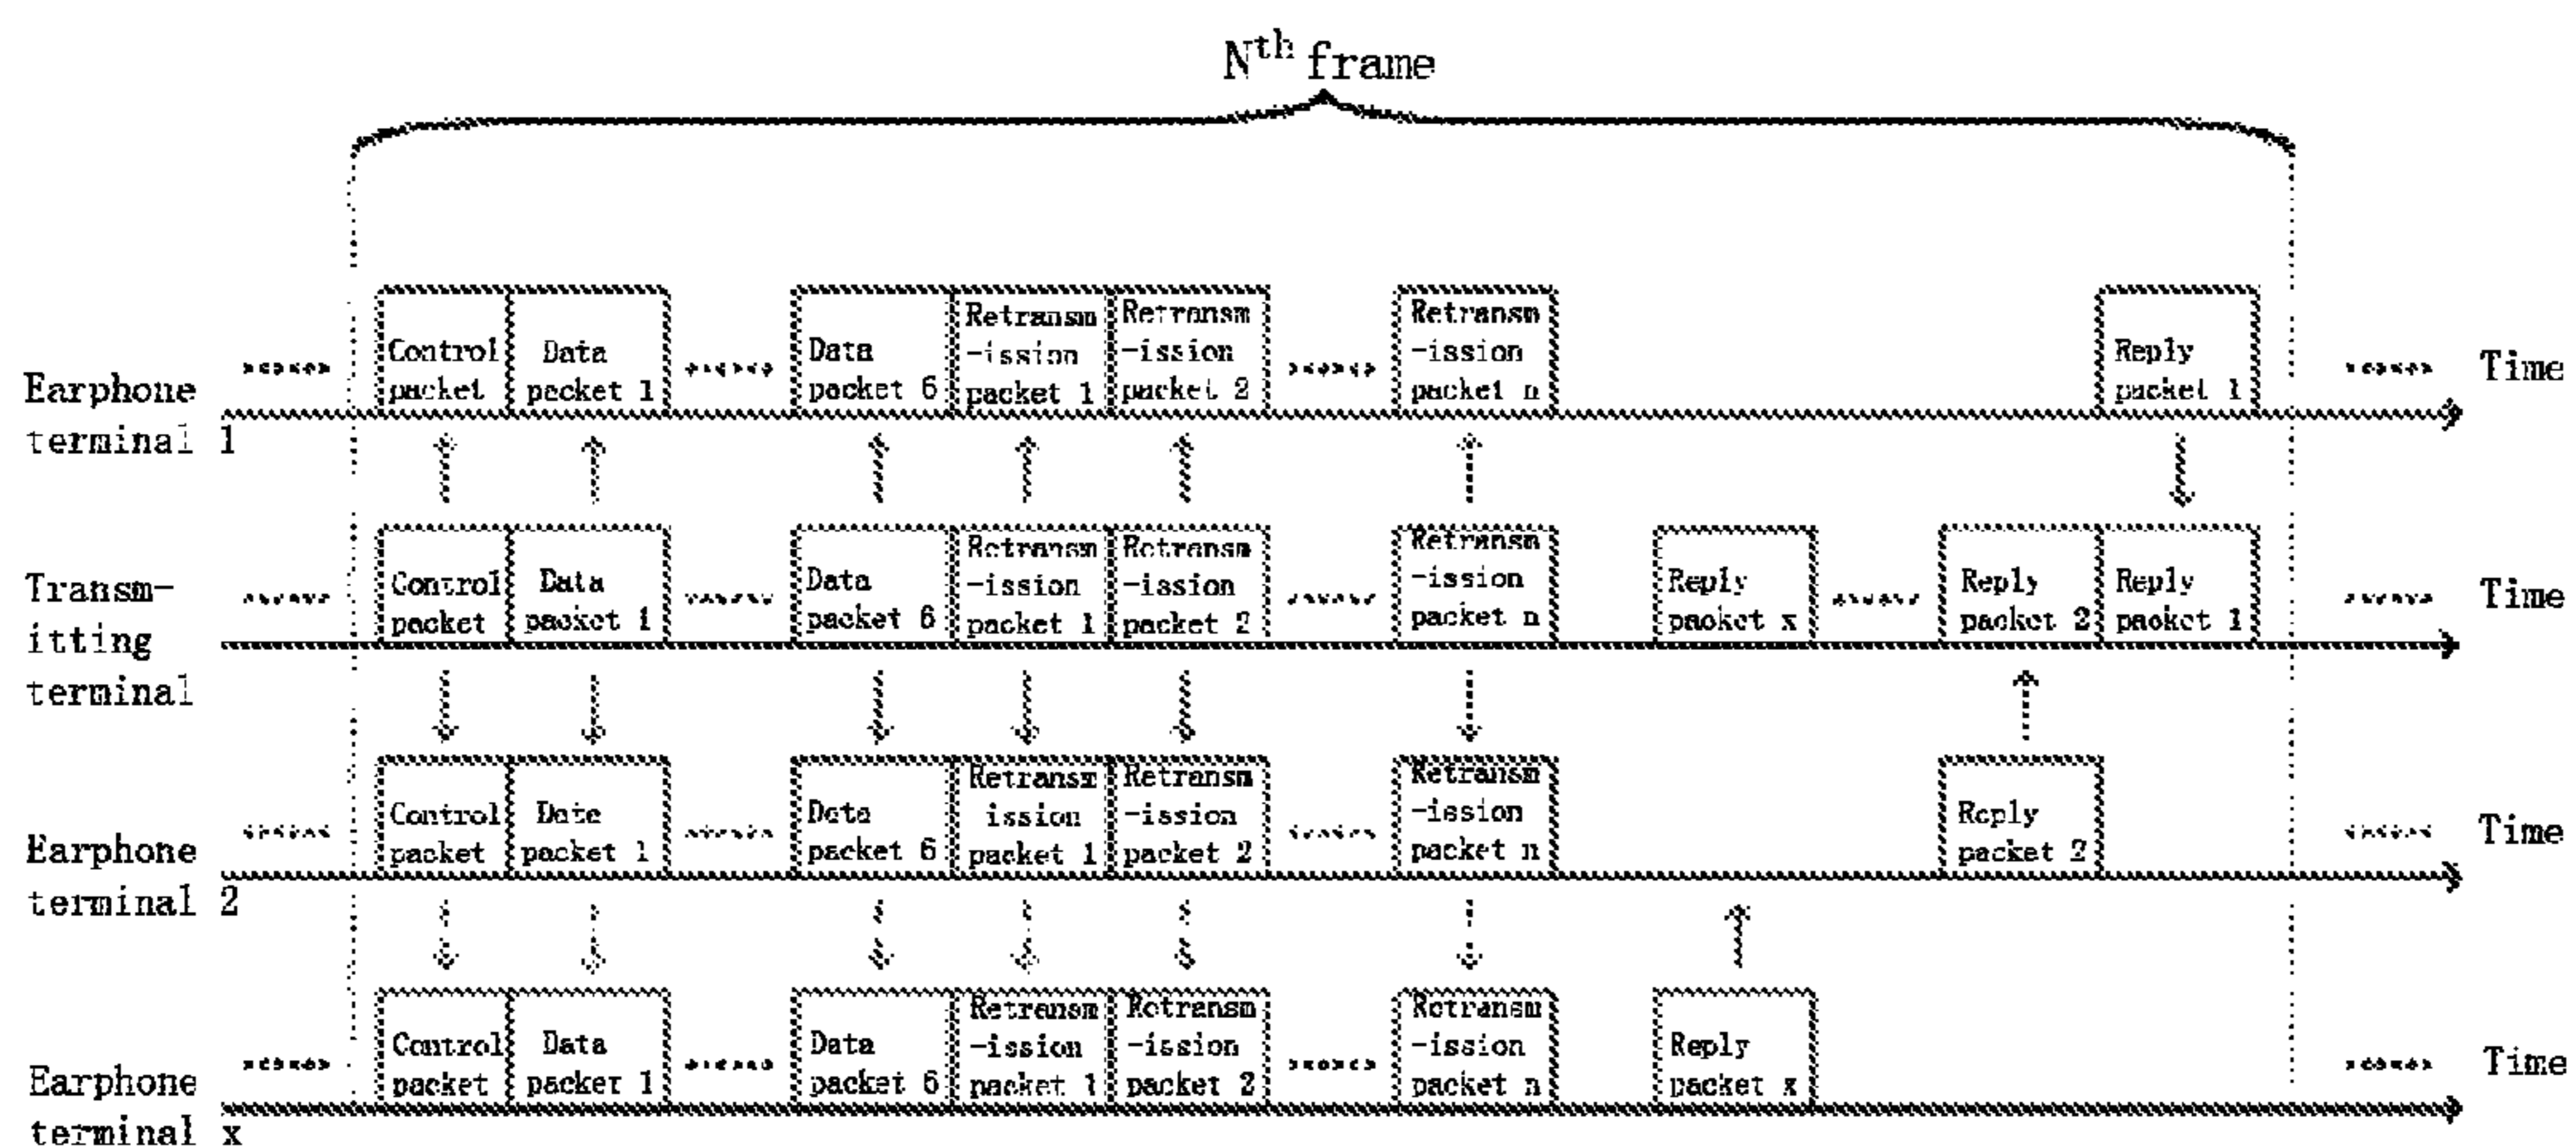 Nth frame
Control packet
Data packet 1
Data packet 6
Retransm-ission packet 1
Retransm-ission packet 2
Retransm-ission packet n
Reply packet 1
Time
Earphone terminal 1
Control packet
Data packet 1
Data packet 6
Retransm-ission packet 1
Retransm-ission packet 2
Retransm-ission packet n
Reply packet x
Reply packet 2
Reply packet 1
Time
Transm-itting terminal
Control packet
Data packet 1
Data packet 6
Retransm ission packet 1
Retransm-ission packet 2
Retransm-ission packet n
Reply packet 2
Time
Earphone terminal 2
Control packet
Data packet 1
Data packet 6
Retransm-ission packet 1
Retransm-ission packet 2
Retransm-ission packet n
Reply packet x
Time
Earphone terminal x